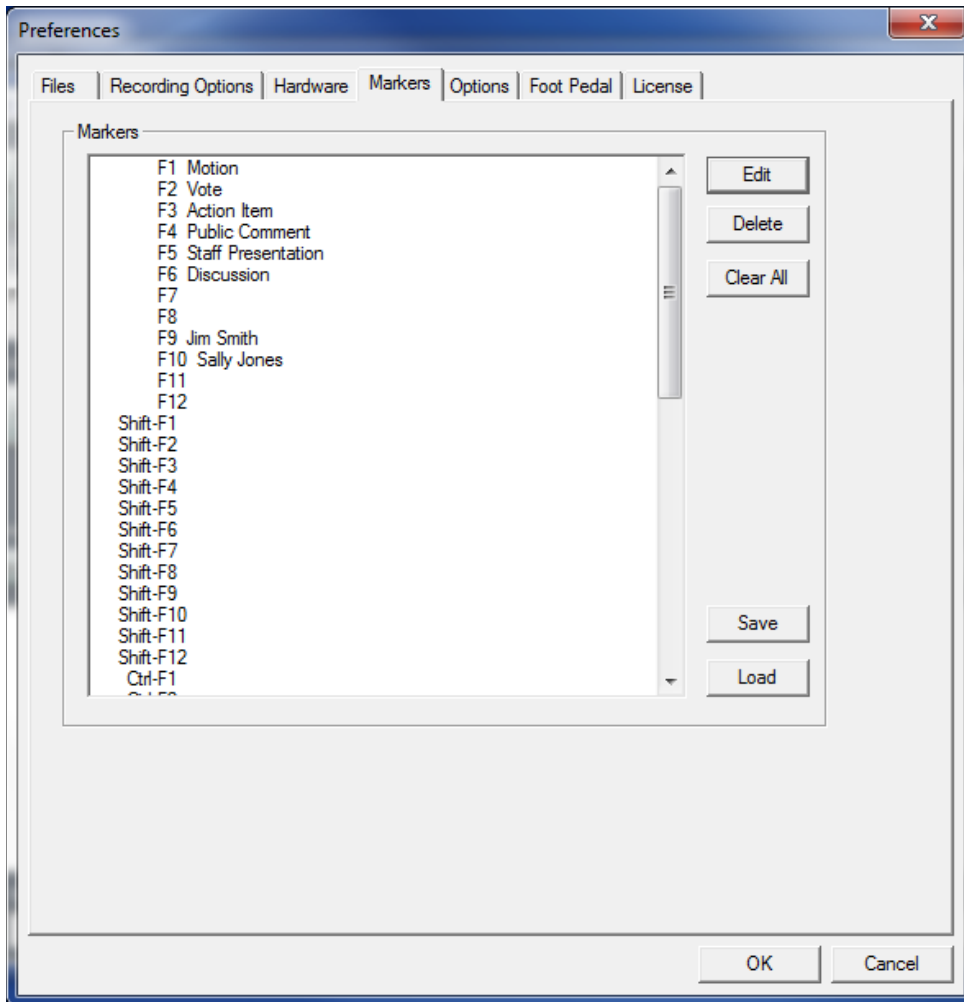 Preferences
Files Recording Options Hardware Markers Options Foot Pedal License
Markers
F1 Motion
F2 Vote
F3 Action Item
F4 Public Comment
F5 Staff Presentation
F6 Discussion
F7
F8
F9 Jim Smith
F10 Sally Jones
F11
F12
Shift-F1
Shift-F2
Shift-F3
Shift-F4
Shift-F5
Shift-F6
Shift-F7
Shift-F8
Shift-F9
Shift-F10
Shift-F11
Shift-F12
Ctrl-F1
Edit
Delete
Clear All
Save
Load
OK Cancel